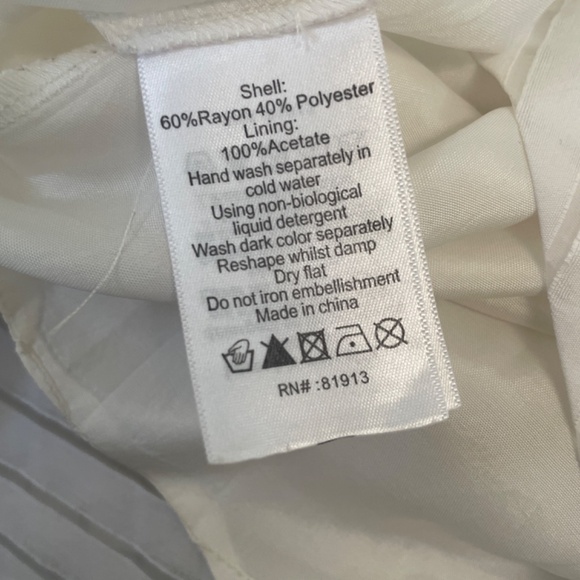 Shell:
60%Rayon 40% Polyester
Lining:
100%Acetate
Hand wash separately in
cold water
Using non-biological
liquid detergent
Wash dark color separately
Reshape whilst damp
Dry flat
Do not iron embellishment
Made in china
RN# :81913